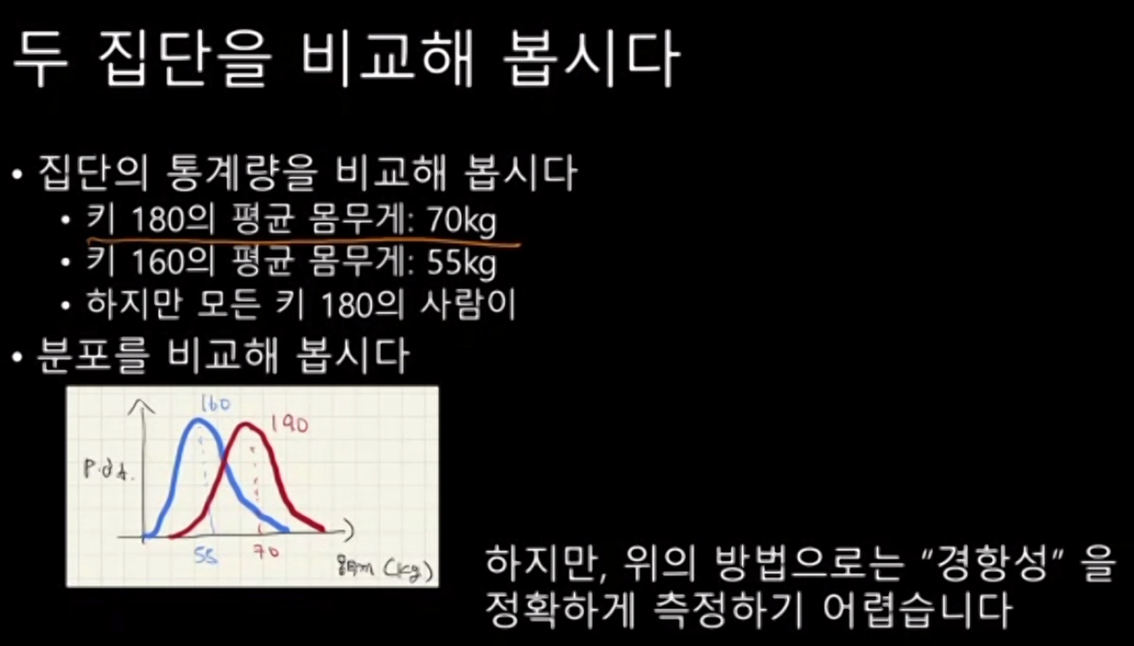 두 집단을 비교해 봅시다
• 집단의 통계량을 비교해 봅시다
• 키 180의 평균 몸무게: 70kg
• 키 160의 평균 몸무게: 55kg
• 하지만 모든 키 180의 사람이
• 분포를 비교해 봅시다
160
190
P.d.f.
55
70
(kg)
하지만, 위의 방법으로는 “경항성” 을
정확하게 측정하기 어렵습니다